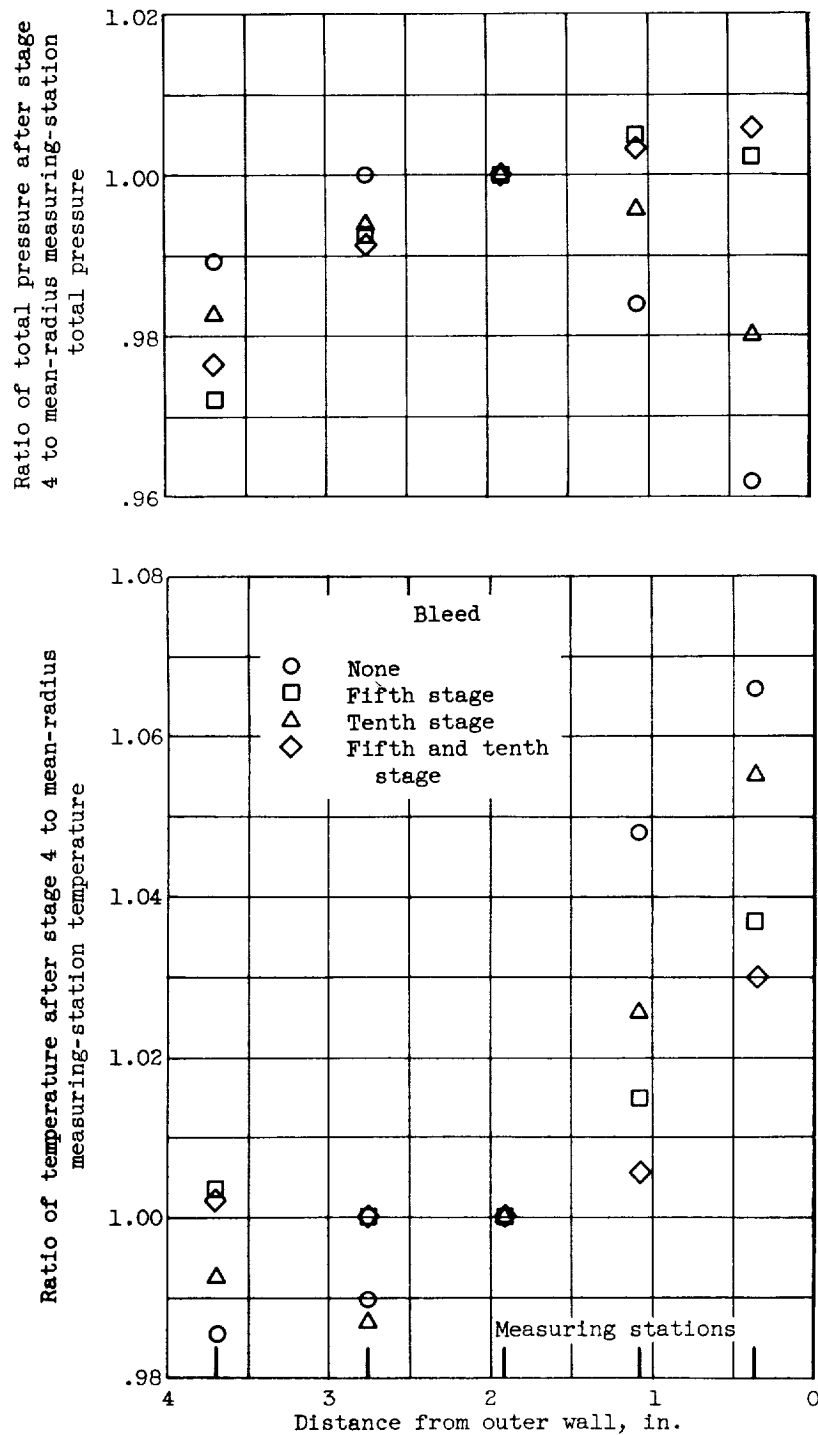 Ratio of total pressure after stage
4 to mean-radius measuring-station
total pressure
1.02
1.00
.98
.96
Ratio of temperature after stage 4 to mean-radius
measuring-station temperature
1.08
1.06
1.04
1.02
1.00
.98
Bleed
None
Fifth stage
Tenth stage
Fifth and tenth
stage
Measuring stations
4 3 2 1 0
Distance from outer wall, in.